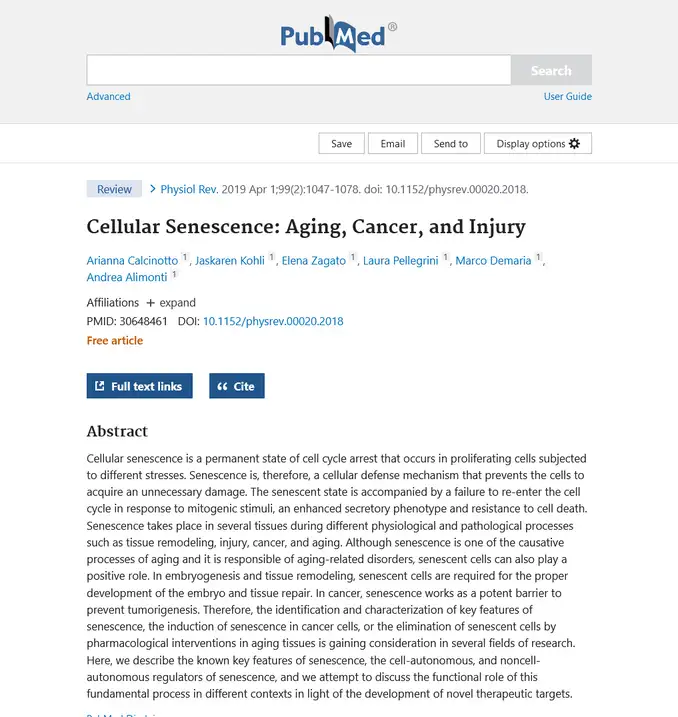 PubMed®
Search
Advanced
User Guide
Save Email Send to Display options
Review Physiol Rev. 2019 Apr 1;99(2):1047-1078. doi: 10.1152/physrev.00020.2018.
Cellular Senescence: Aging, Cancer, and Injury
Arianna Calcinotto 1, Jaskaren Kohli 1, Elena Zagato 1, Laura Pellegrini 1, Marco Demaria 1,
Andrea Alimonti 1
Affiliations + expand
PMID: 30648461 DOI: 10.1152/physrev.00020.2018
Free article
Full text links Cite
Abstract
Cellular senescence is a permanent state of cell cycle arrest that occurs in proliferating cells subjected
to different stresses. Senescence is, therefore, a cellular defense mechanism that prevents the cells to
acquire an unnecessary damage. The senescent state is accompanied by a failure to re-enter the cell
cycle in response to mitogenic stimuli, an enhanced secretory phenotype and resistance to cell death.
Senescence takes place in several tissues during different physiological and pathological processes
such as tissue remodeling, injury, cancer, and aging. Although senescence is one of the causative
processes of aging and it is responsible of aging-related disorders, senescent cells can also play a
positive role. In embryogenesis and tissue remodeling, senescent cells are required for the proper
development of the embryo and tissue repair. In cancer, senescence works as a potent barrier to
prevent tumorigenesis. Therefore, the identification and characterization of key features of
senescence, the induction of senescence in cancer cells, or the elimination of senescent cells by
pharmacological interventions in aging tissues is gaining consideration in several fields of research.
Here, we describe the known key features of senescence, the cell-autonomous, and noncell-
autonomous regulators of senescence, and we attempt to discuss the functional role of this
fundamental process in different contexts in light of the development of novel therapeutic targets.